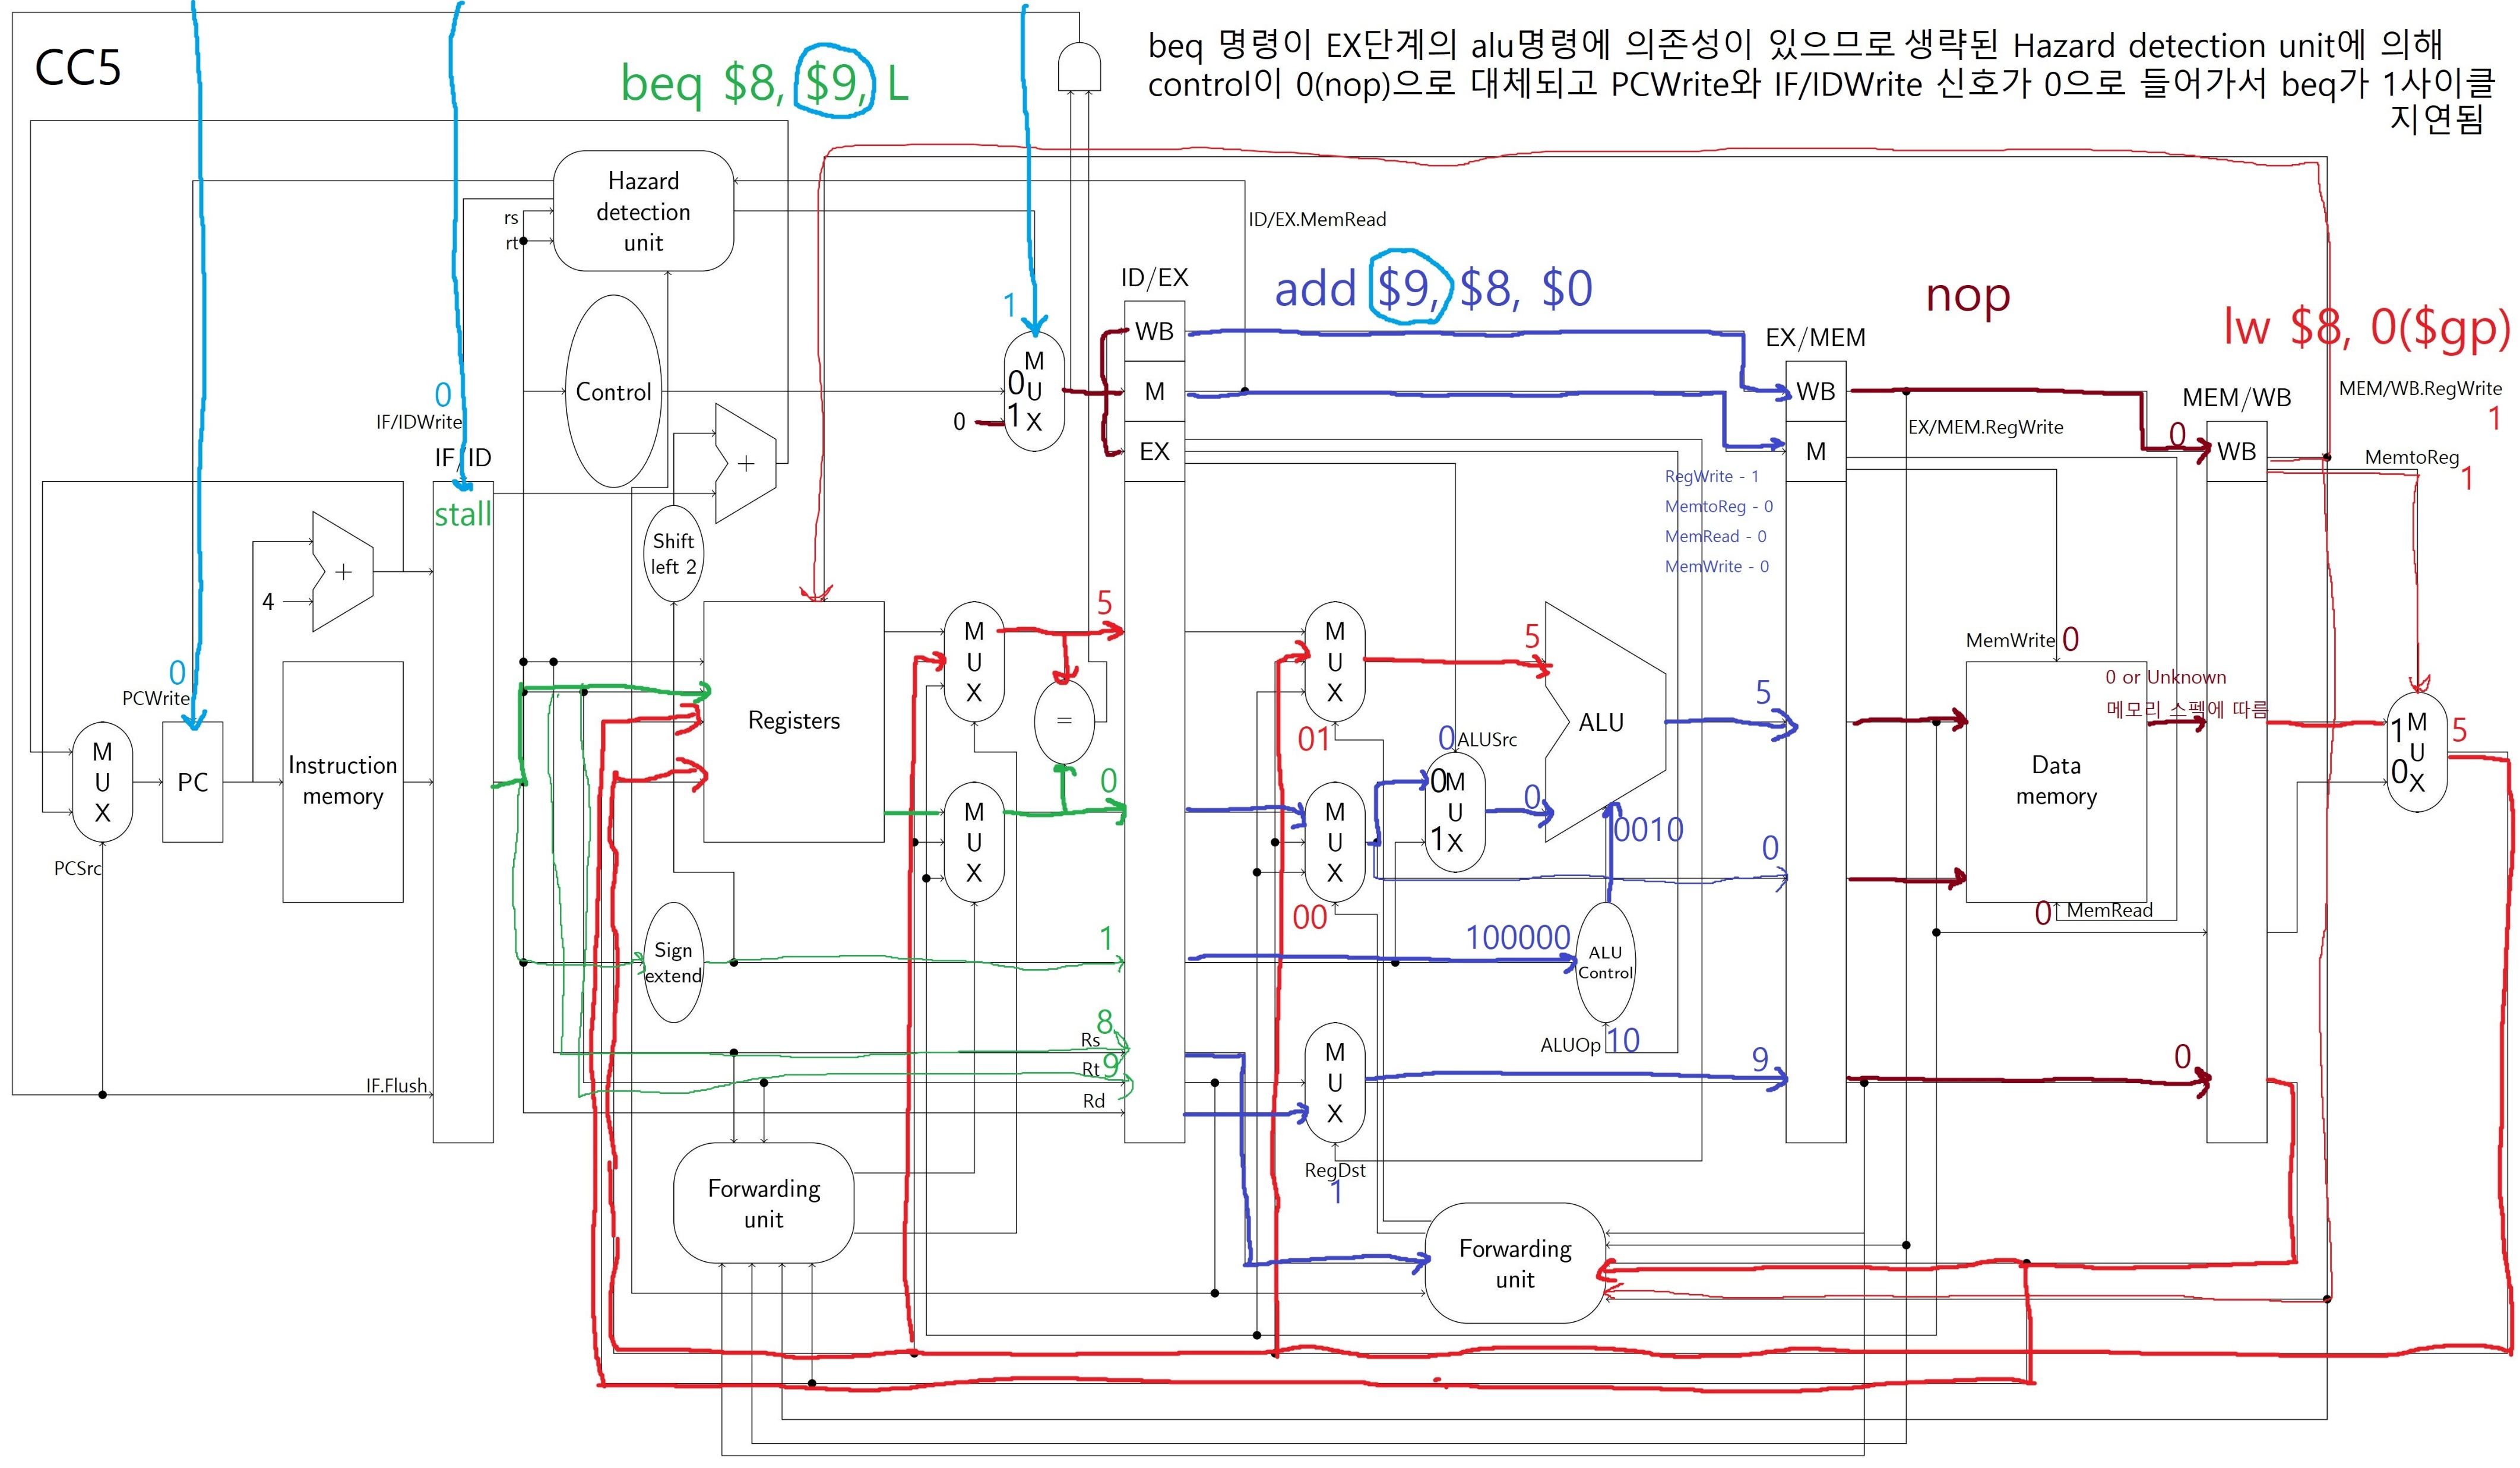 CC5
beq $8, $9, L
beq 명령이 EX단계의 alu명령에 의존성이 있으므로 생략된 Hazard detection unit에 의해
control이 0(nop)으로 대체되고 PCWrite와 IF/IDWrite 신호가 0으로 들어가서 beq가 1사이클
지연됨
Hazard
detection
unit
rs
rt
ID/EX.MemRead
ID/EX
add $9, $8, $0
nop
lw $8, 0($gp)
1
WB
M
EX
EX/MEM
WB
M
MEM/WB
WB
0
MEM/WB.RegWrite
1
EX/MEM.RegWrite
MemtoReg
1
Control
0
M
U
X
0
1
0
IF/IDWrite
IF/ID
stall
+
Shift
left 2
RegWrite - 1
MemtoReg - 0
MemRead - 0
MemWrite - 0
4
+
0
PCWrite
M
U
X
PC
Instruction
memory
PCSrc
Registers
M
U
X
5
=
M
U
X
0
M
U
X
01
5
M
U
X
00
0
ALUSrc
0
M
U
1
X
0
ALU
0010
5
0
MemWrite
0
0 or Unknown
메모리 스펙에 따름
Data
memory
0
MemRead
1
M
U
0
X
5
Sign
extend
1
100000
ALU
Control
ALUOp
10
Rs
8
Rt
9
Rd
M
U
X
9
0
RegDst
1
IF.Flush
Forwarding
unit
Forwarding
unit